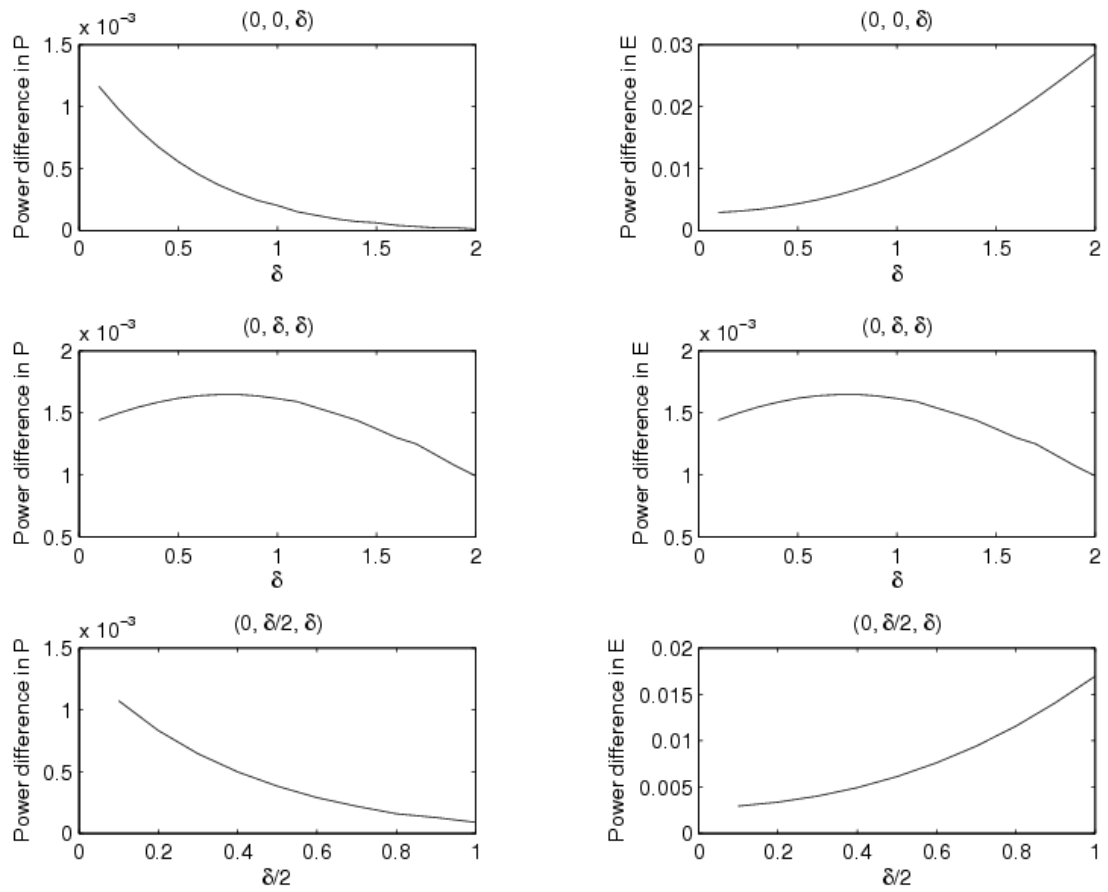 x 10⁻³
(0, 0, δ)
Power difference in P
1.5
1
0.5
0
0 0.5 1 1.5 2
δ
(0, 0, δ)
Power difference in E
0.03
0.02
0.01
0
0 0.5 1 1.5 2
δ
x 10⁻³
(0, δ, δ)
Power difference in P
2
1.5
1
0.5
0 0.5 1 1.5 2
δ
x 10⁻³
(0, δ, δ)
Power difference in E
2
1.5
1
0.5
0 0.5 1 1.5 2
δ
x 10⁻³
(0, δ/2, δ)
Power difference in P
1.5
1
0.5
0
0 0.2 0.4 0.6 0.8 1
δ/2
(0, δ/2, δ)
Power difference in E
0.02
0.015
0.01
0.005
0
0 0.2 0.4 0.6 0.8 1
δ/2